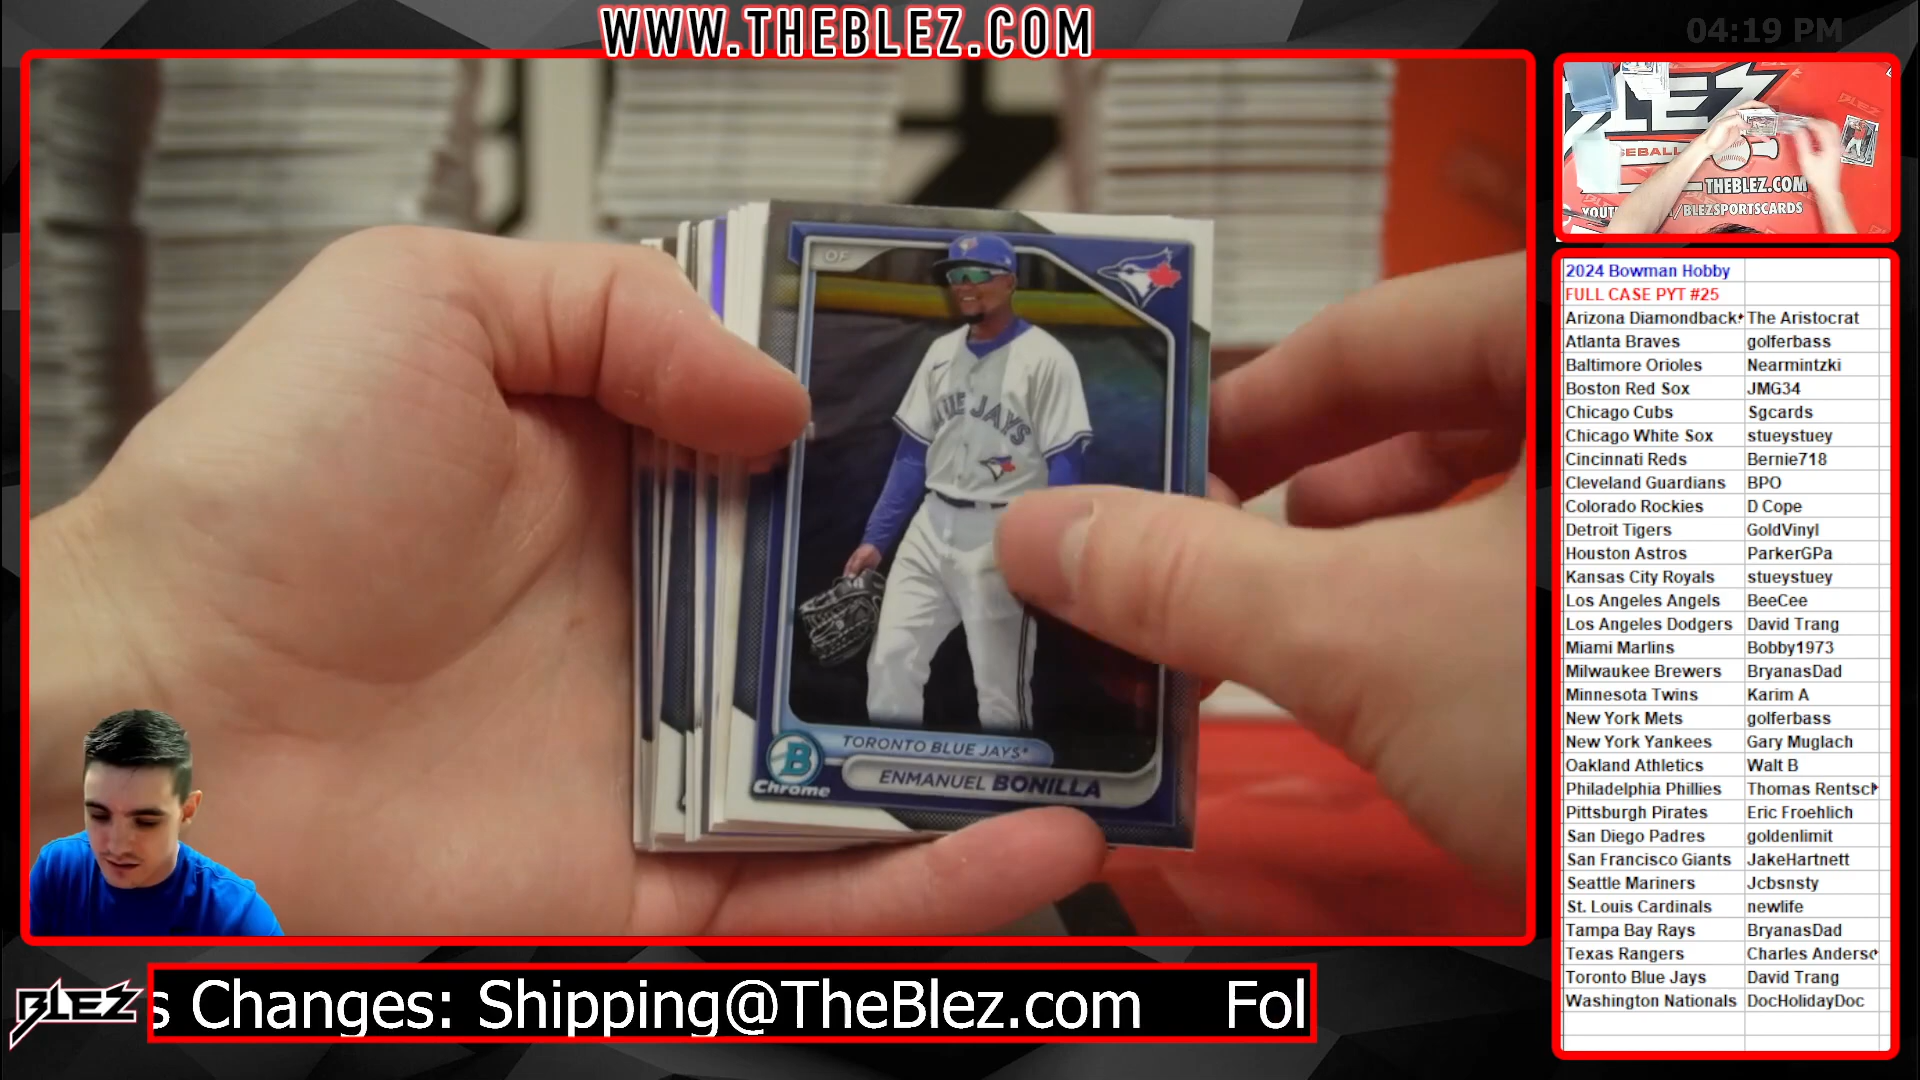 WWW.THEBLEZ.COM
04:19 PM
OF
BLUE JAYS
TORONTO BLUE JAYS
ENMANUEL BONILLA
B
Chrome
BLEZ
THEBLEZ.COM
/BLEZSPORTSCARDS
2024 Bowman Hobby
FULL CASE PYT #25
Arizona Diamondback The Aristocrat
Atlanta Braves golferbass
Baltimore Orioles Nearmintzki
Boston Red Sox JMG34
Chicago Cubs Sgcards
Chicago White Sox stueystuey
Cincinnati Reds Bernie718
Cleveland Guardians BPO
Colorado Rockies D Cope
Detroit Tigers GoldVinyl
Houston Astros ParkerGPa
Kansas City Royals stueystuey
Los Angeles Angels BeeCee
Los Angeles Dodgers David Trang
Miami Marlins Bobby1973
Milwaukee Brewers BryanasDad
Minnesota Twins Karim A
New York Mets golferbass
New York Yankees Gary Muglach
Oakland Athletics Walt B
Philadelphia Phillies Thomas Rentscl
Pittsburgh Pirates Eric Froehlich
San Diego Padres goldenlimit
San Francisco Giants JakeHartnett
Seattle Mariners Jcbsnsty
St. Louis Cardinals newlife
Tampa Bay Rays BryanasDad
Texas Rangers Charles Anders
Toronto Blue Jays David Trang
Washington Nationals DocHolidayDoc
BLEZ
s Changes: Shipping@TheBlez.com Fol